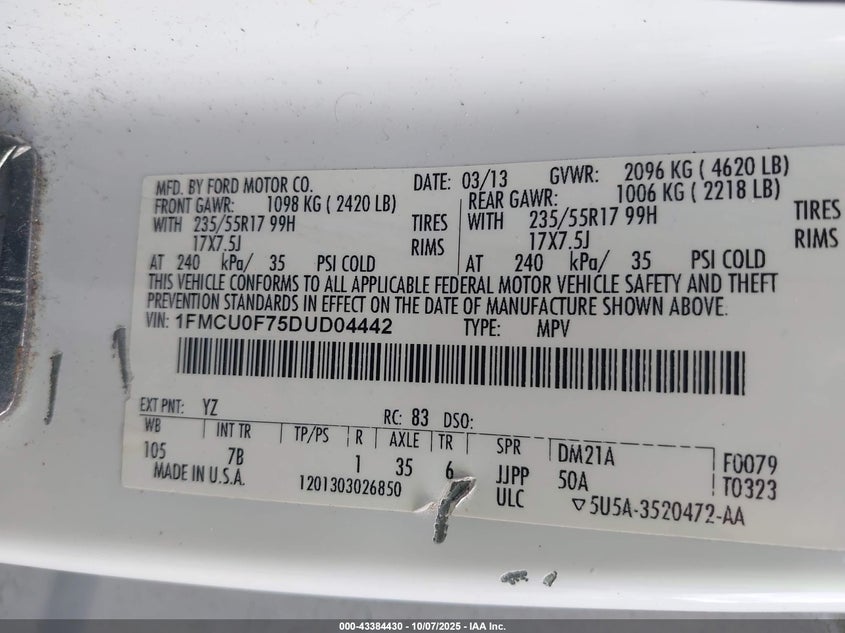 MFD. BY FORD MOTOR CO. DATE: 03/13 GVWR: 2096 KG ( 4620 LB)
FRONT GAWR: 1098 KG ( 2420 LB) REAR GAWR: 1006 KG ( 2218 LB)
WITH 235/55R17 99H TIRES WITH 235/55R17 99H TIRES
17X7.5J RIMS 17X7.5J RIMS
AT 240 kPa/ 35 PSI COLD AT 240 kPa/ 35 PSI COLD
THIS VEHICLE CONFORMS TO ALL APPLICABLE FEDERAL MOTOR VEHICLE SAFETY AND THEFT
PREVENTION STANDARDS IN EFFECT ON THE DATE OF MANUFACTURE SHOWN ABOVE.
VIN: 1FMCU0F75DUD04442 TYPE: MPV
EXT PNT: YZ RC: 83 DSO:
WB INT TR TP/PS R AXLE TR SPR DM21A F0079
105 7B 1 35 6 JJPP 50A T0323
MADE IN U.S.A. 1201303026850 ULC ▽5U5A-3520472-AA
000-43384430 - 10/07/2025 - IAA Inc.